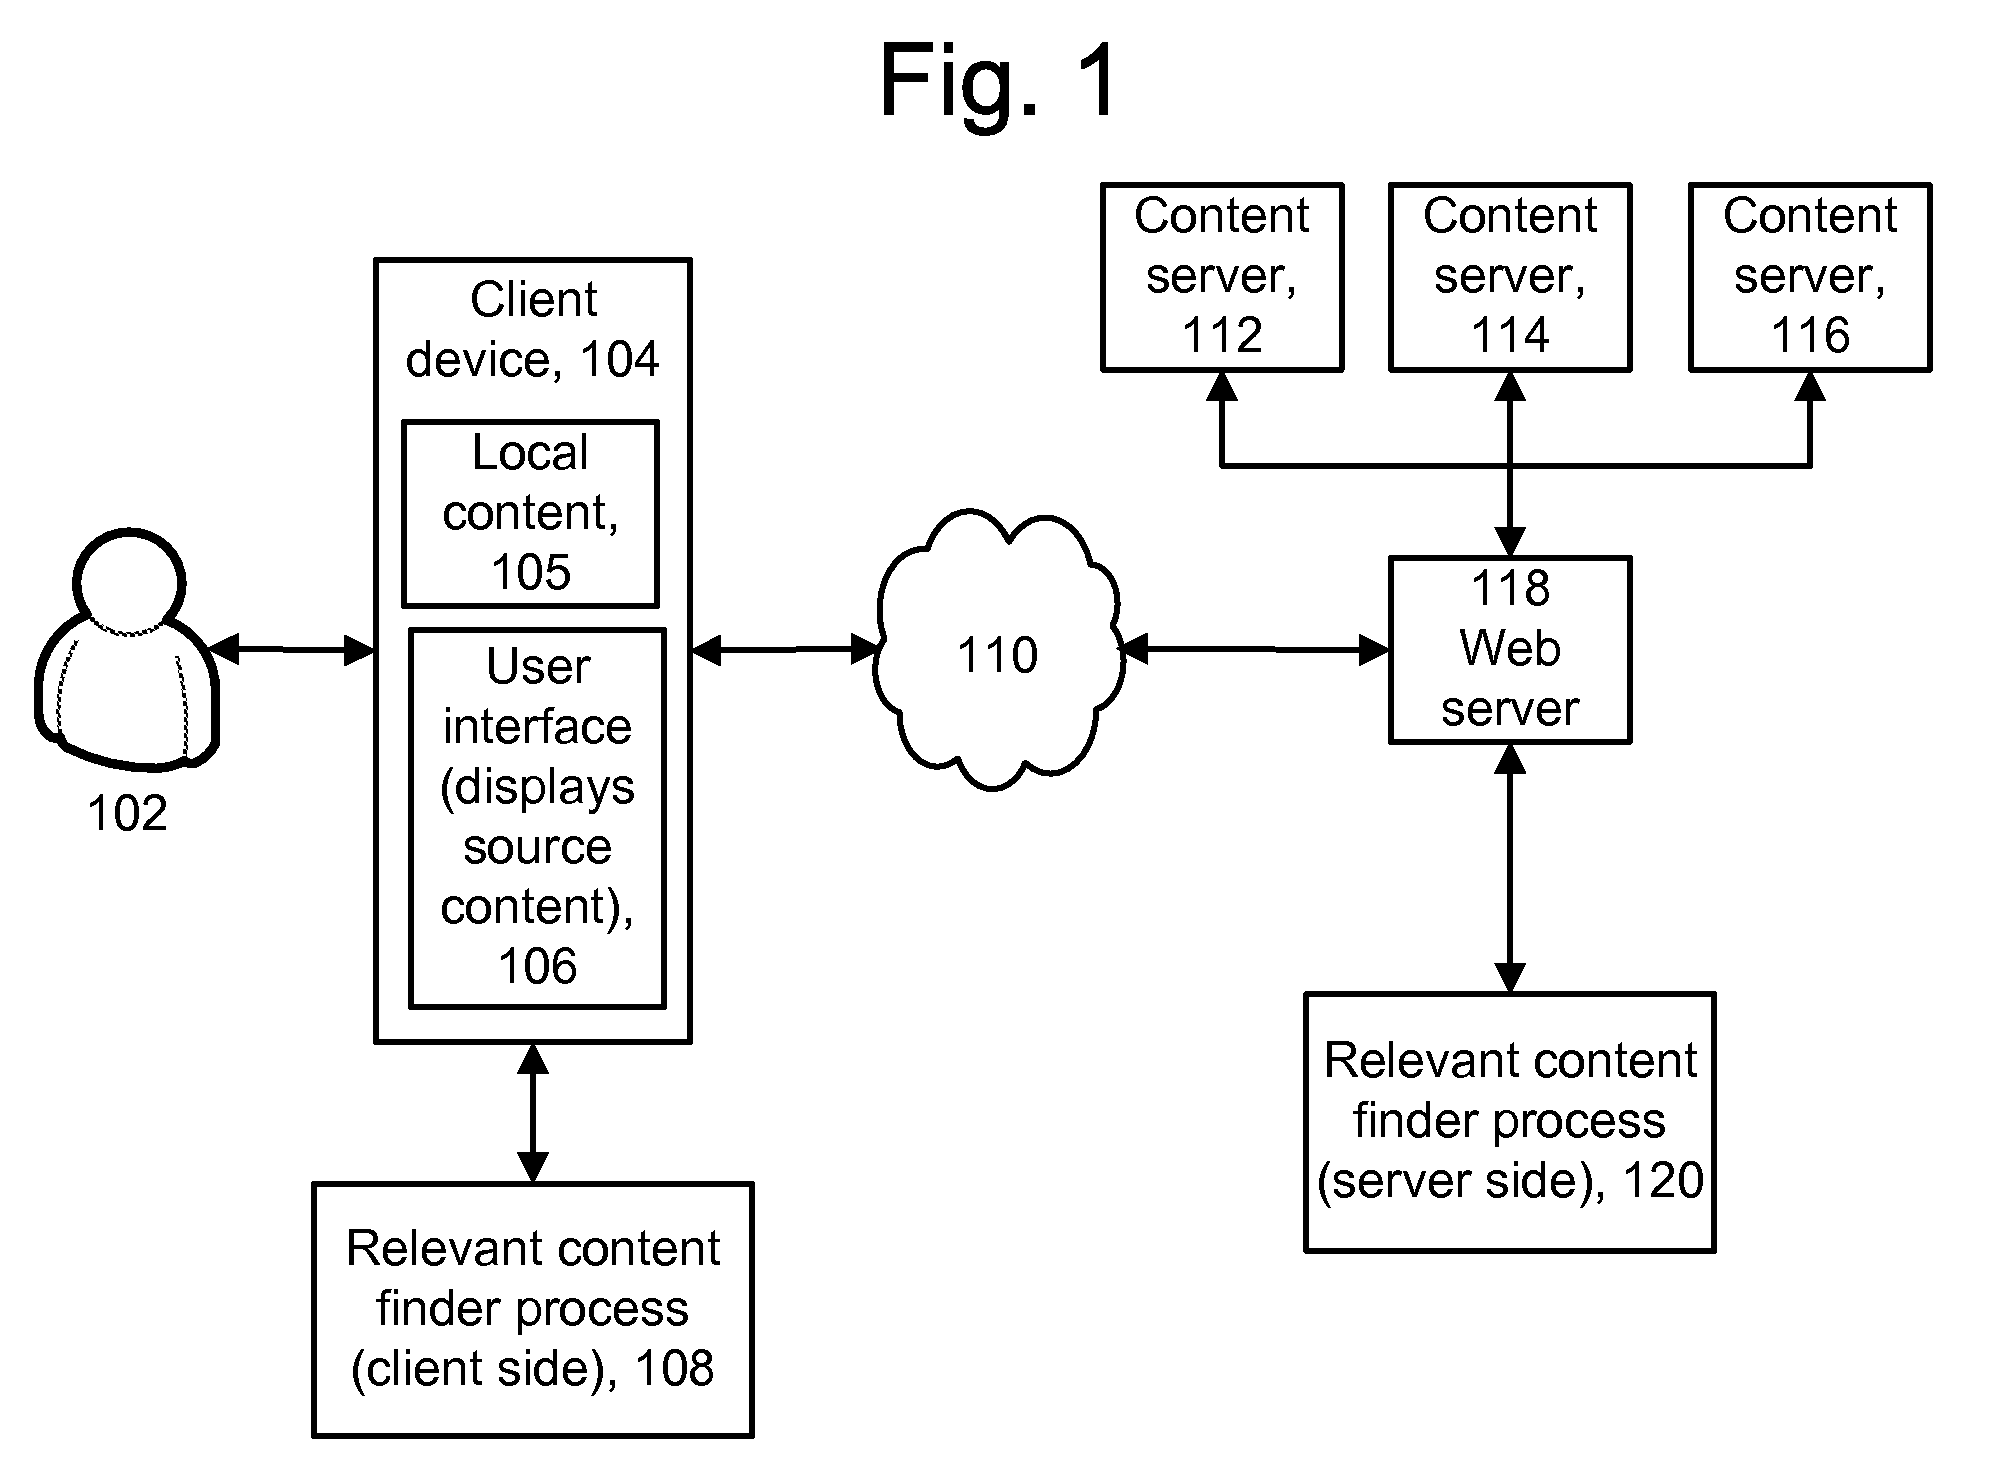 Fig. 1
Content
server,
112
Content
server,
114
Content
server,
116
Client
device, 104
Local
content,
105
User
interface
(displays
source
content),
106
102
110
118
Web
server
Relevant content
finder process
(server side), 120
Relevant content
finder process
(client side), 108